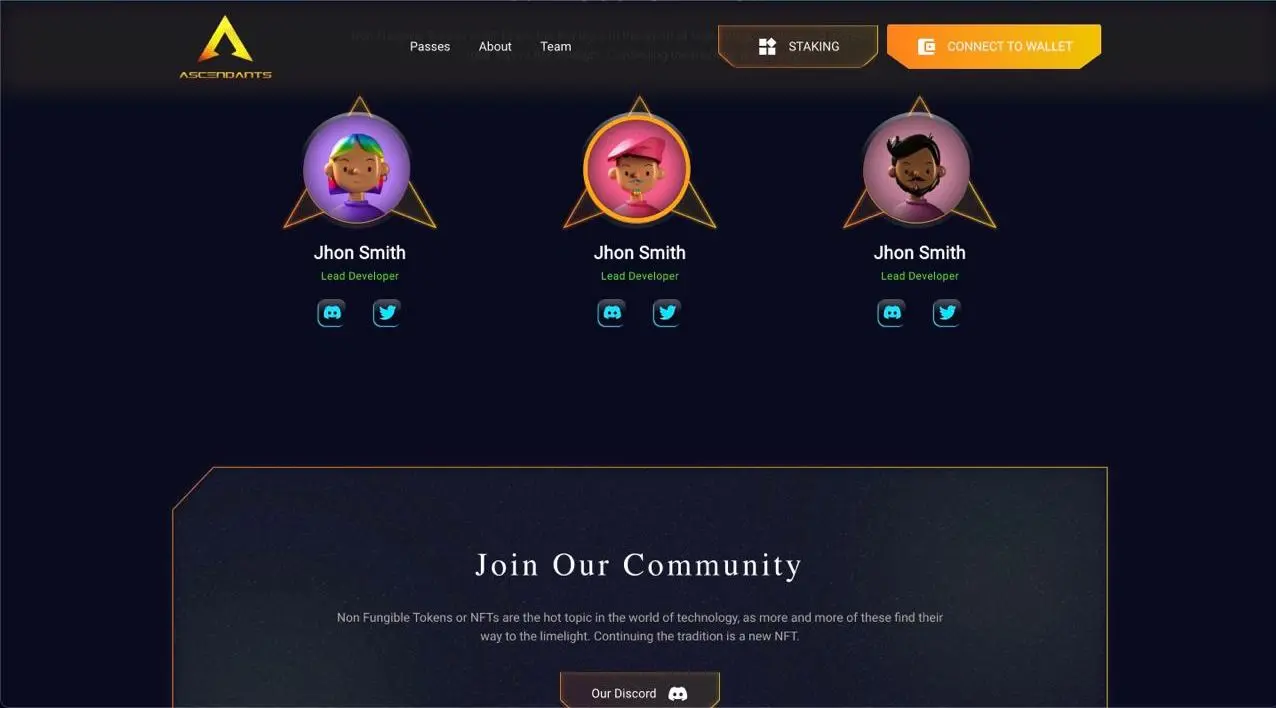 ASCENDANTS
Passes About Team STAKING CONNECT TO WALLET
Jhon Smith Jhon Smith Jhon Smith
Lead Developer Lead Developer Lead Developer
Join Our Community
Non Fungible Tokens or NFTs are the hot topic in the world of technology, as more and more of these find their
way to the limelight. Continuing the tradition is a new NFT.
Our Discord